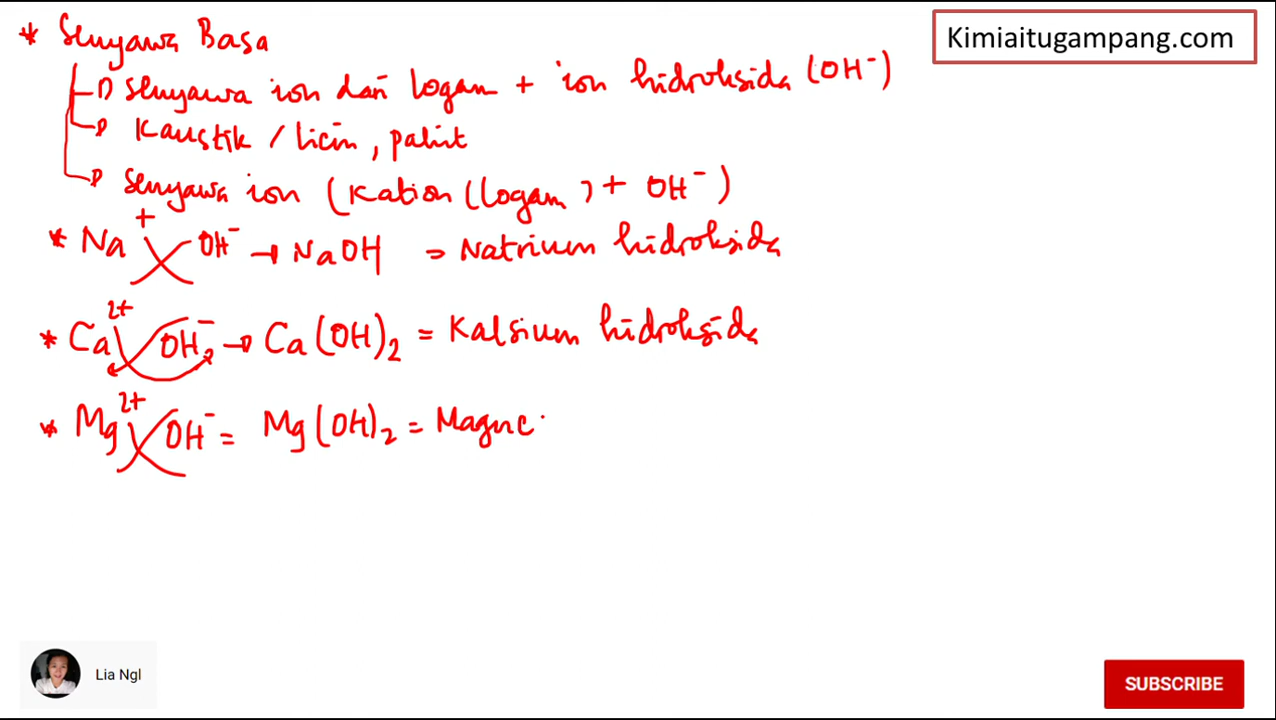 Kimiaitugampang.com
* Senyawa Basa
senyawa ion dari logam + ion hidroksida (OH⁻)
Kaustik / licin, pahit
Senyawa ion (Kation (logam) + OH⁻)
* Na⁺ OH⁻ → NaOH = Natrium hidroksida
* Ca²⁺ OH⁻₂ → Ca(OH)₂ = Kalsium hidroksida
* Mg²⁺ OH⁻ = Mg(OH)₂ = Magne
Lia Ngl
SUBSCRIBE